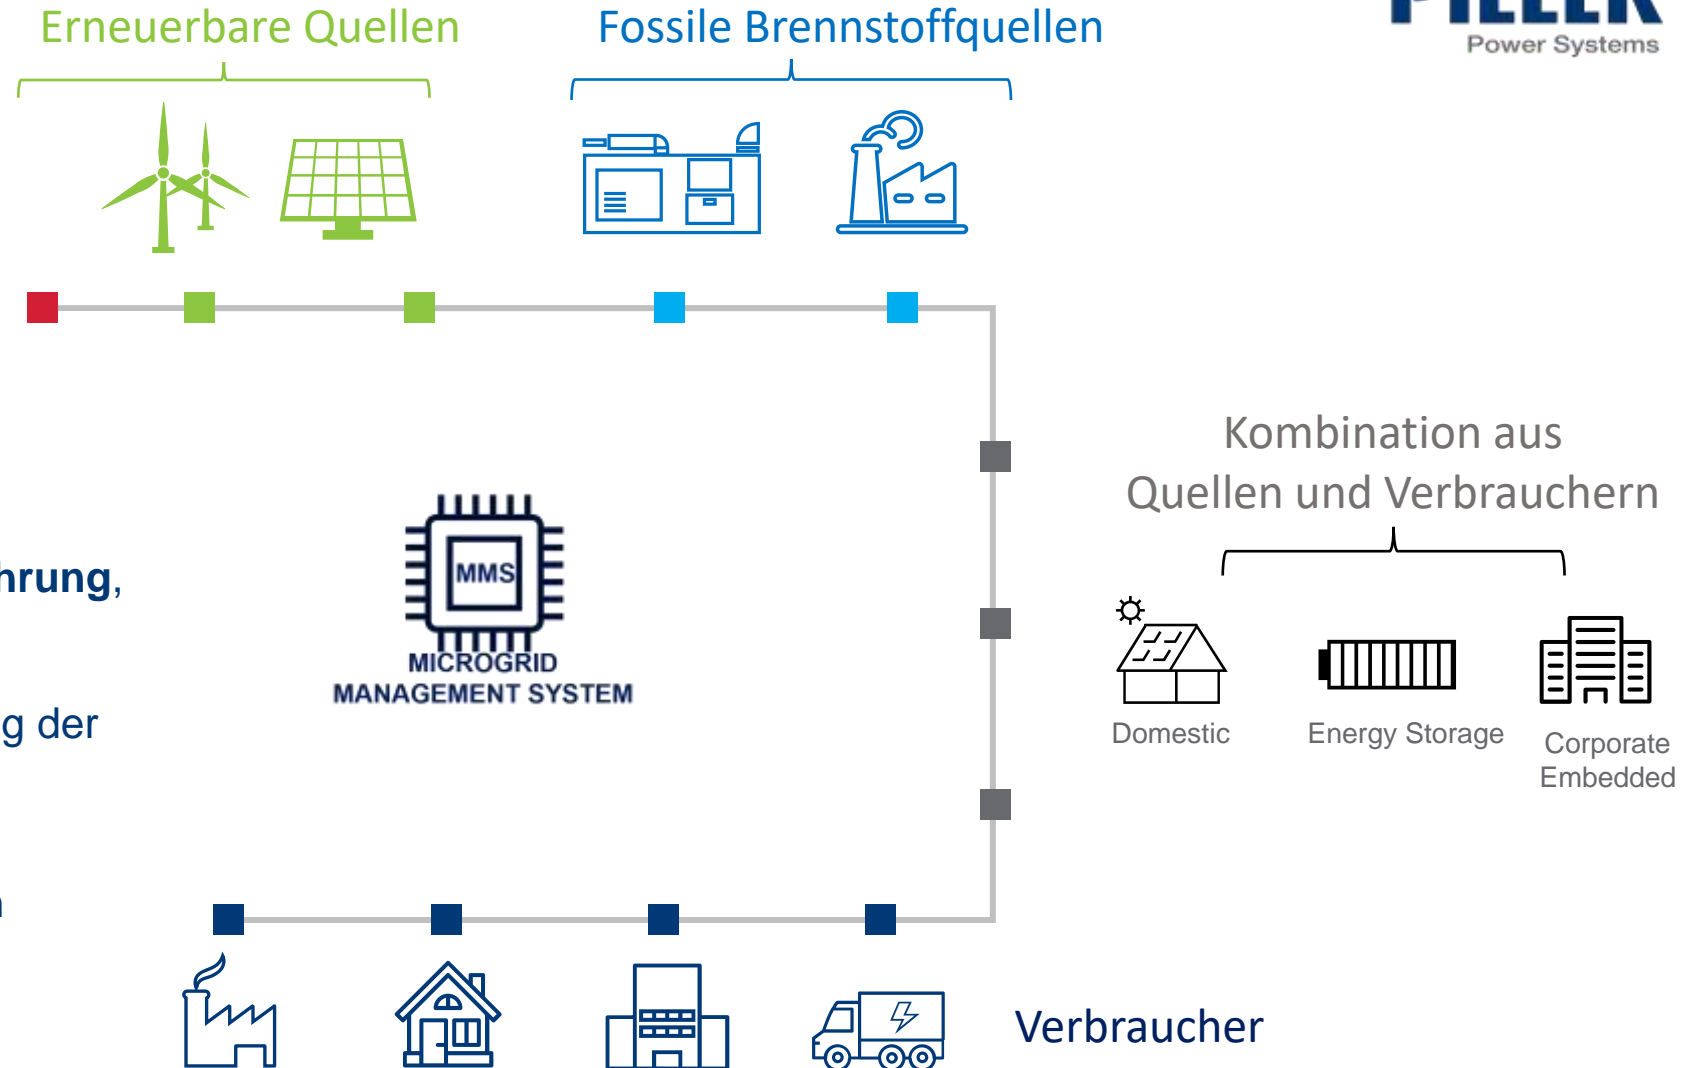 Erneuerbare Quellen
Fossile Brennstoffquellen
PILLER
Power Systems
Kombination aus
Quellen und Verbrauchern
MMS
MICROGRID
MANAGEMENT SYSTEM
der
Domestic
Energy Storage
Corporate
Embedded
Verbraucher